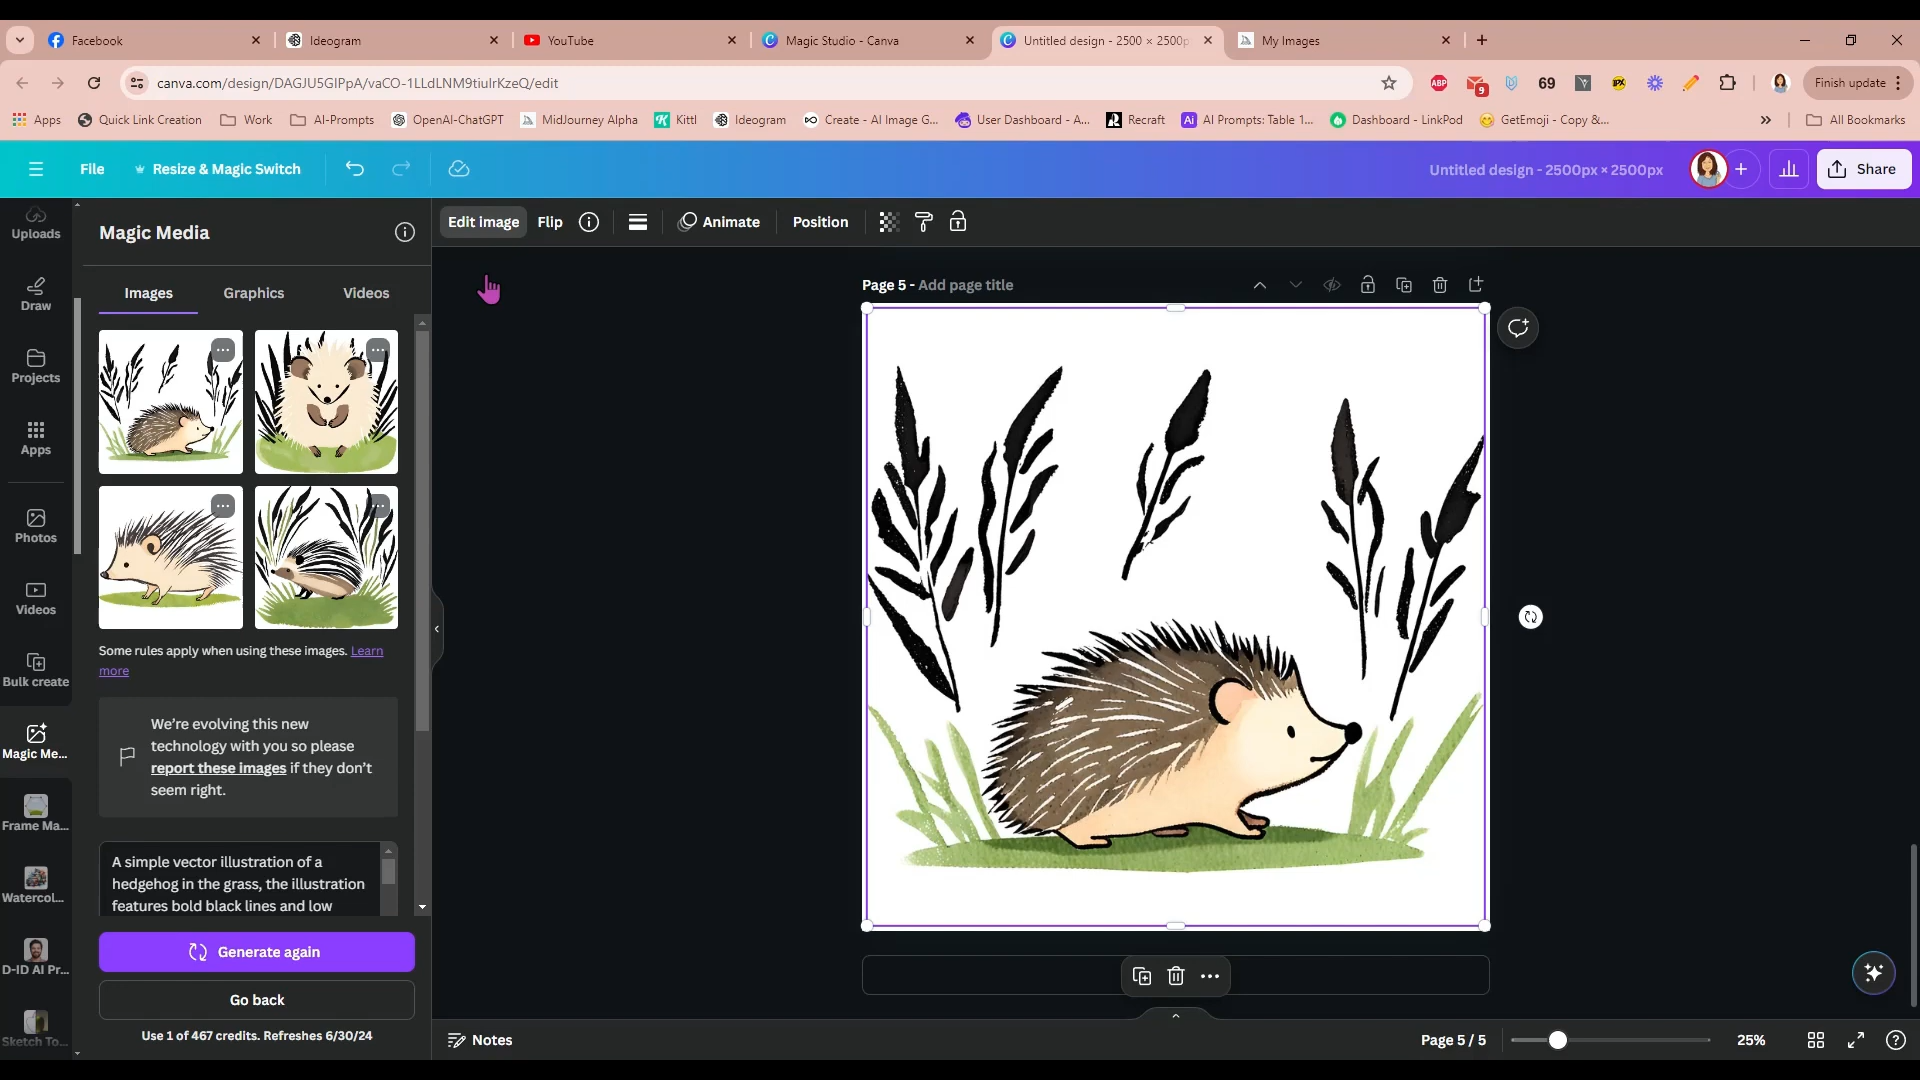 Facebook
Ideogram
YouTube
Magic Studio - Canva
Untitled design - 2500 × 2500p
My Images
canva.com/design/DAGJU5GIPpA/vaCO-1LLdLNM9tiuIrKzeQ/edit
ABP
9
69
Finish update
Apps
Quick Link Creation
Work
AI-Prompts
OpenAI-ChatGPT
MidJourney Alpha
Kittl
Ideogram
Create - AI Image G...
User Dashboard - A...
Recraft
AI Prompts: Table 1...
Dashboard - LinkPod
GetEmoji - Copy &...
All Bookmarks
File
Resize & Magic Switch
Untitled design - 2500px × 2500px
Share
Uploads
Draw
Projects
Apps
Photos
Videos
Bulk create
Magic Me...
Frame Ma...
Watercol...
D-ID AI Pr...
Sketch To...
Magic Media
Images
Graphics
Videos
Some rules apply when using these images. Learn
more
We're evolving this new
technology with you so please
report these images if they don't
seem right.
A simple vector illustration of a
hedgehog in the grass, the illustration
features bold black lines and low
Generate again
Go back
Use 1 of 467 credits. Refreshes 6/30/24
Edit image
Flip
Animate
Position
Page 5 - Add page title
Notes
Page 5 / 5
25%